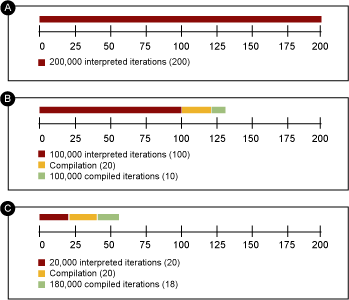 A
0 25 50 75 100 125 150 175 200
200,000 interpreted iterations (200)
B
0 25 50 75 100 125 150 175 200
100,000 interpreted iterations (100)
Compilation (20)
100,000 compiled iterations (10)
C
0 25 50 75 100 125 150 175 200
20,000 interpreted iterations (20)
Compilation (20)
180,000 compiled iterations (18)